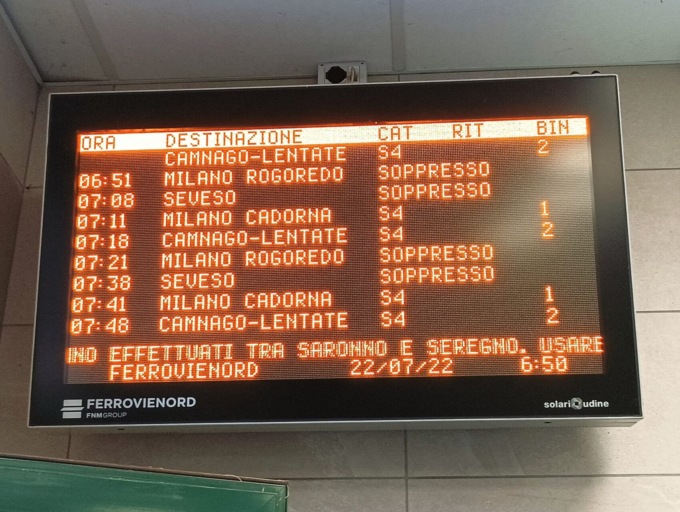 ORA DESTINAZIONE CAT RIT BIN
CAMNAGO-LENTATE S4 2
06:51 MILANO ROGOREDO SOPPRESSO
07:08 SEVESO SOPPRESSO
07:11 MILANO CADORNA S4 1
07:18 CAMNAGO-LENTATE S4 2
07:21 MILANO ROGOREDO SOPPRESSO
07:38 SEVESO SOPPRESSO
07:41 MILANO CADORNA S4 1
07:48 CAMNAGO-LENTATE S4 2
INO EFFETTUATI TRA SARONNO E SEREGNO. USARE
FERROVIENORD 22/07/22 6:50
FERROVIENORD
FNMGROUP
solari udine